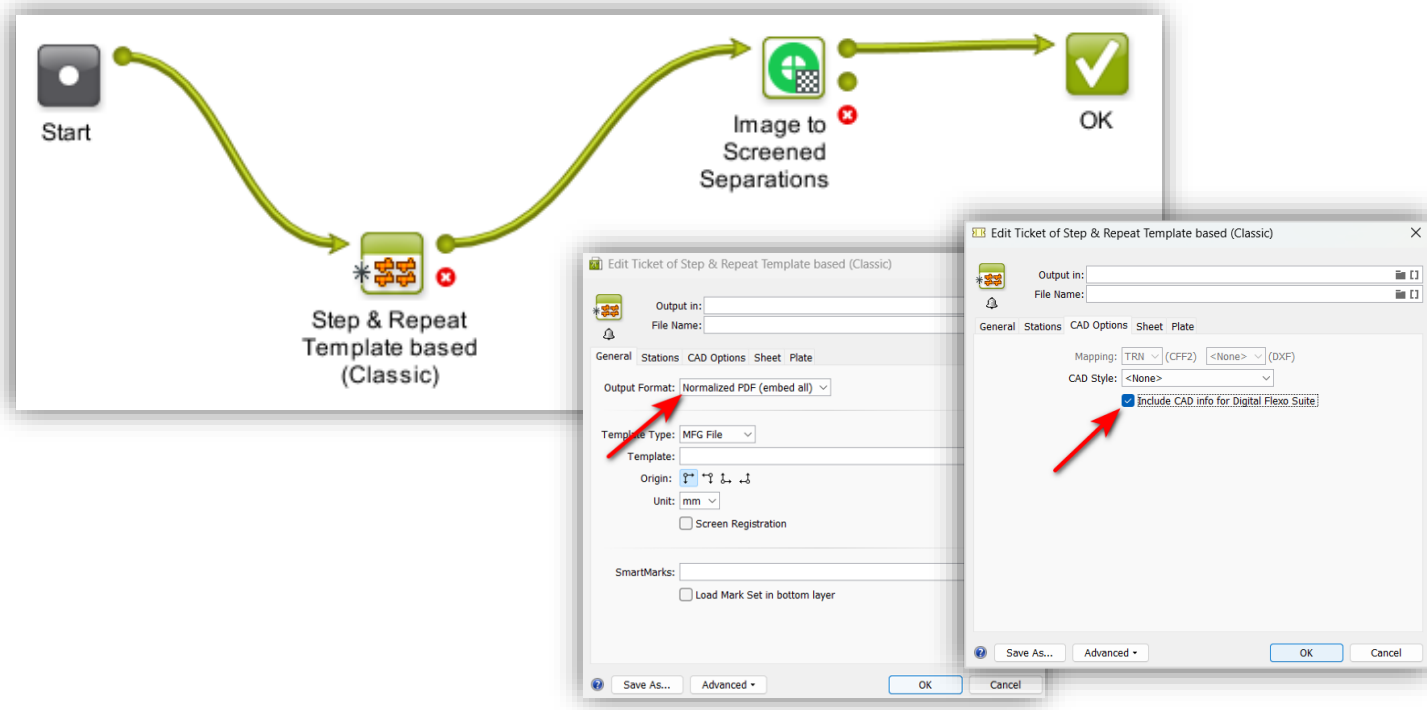 Start
Step & Repeat
Template based
(Classic)
Image to
Screened
Separations
OK
Edit Ticket of Step & Repeat Template based (Classic)
Output in:
File Name:
General Stations CAD Options Sheet Plate
Output Format: Normalized PDF (embed all)
Template Type: MFG File
Template:
Origin:
Unit: mm
Screen Registration
SmartMarks:
Load Mark Set in bottom layer
Save As... Advanced OK Cancel
Edit Ticket of Step & Repeat Template based (Classic)
Output in:
File Name:
General Stations CAD Options Sheet Plate
Mapping: TRN (CFF2) <None> (DXF)
CAD Style: <None>
Include CAD info for Digital Flexo Suite
Save As... Advanced OK Cancel